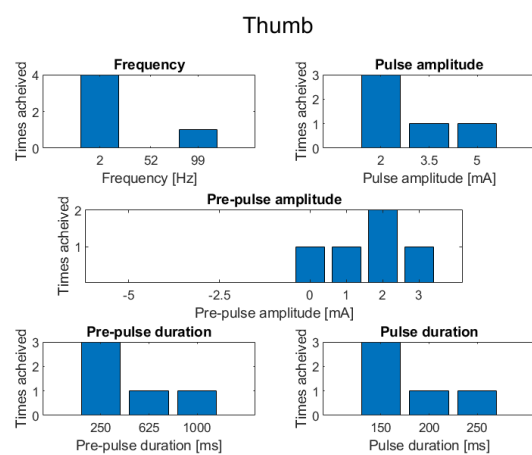 Thumb
Frequency
Times acheived
4
2
0
2 52 99
Frequency [Hz]
Pulse amplitude
Times acheived
3
2
1
0
2 3.5 5
Pulse amplitude [mA]
Pre-pulse amplitude
Times acheived
2
1
-5 -2.5 0 1 2 3
Pre-pulse amplitude [mA]
Pre-pulse duration
Times acheived
3
2
1
0
250 625 1000
Pre-pulse duration [ms]
Pulse duration
Times acheived
3
2
1
0
150 200 250
Pulse duration [ms]